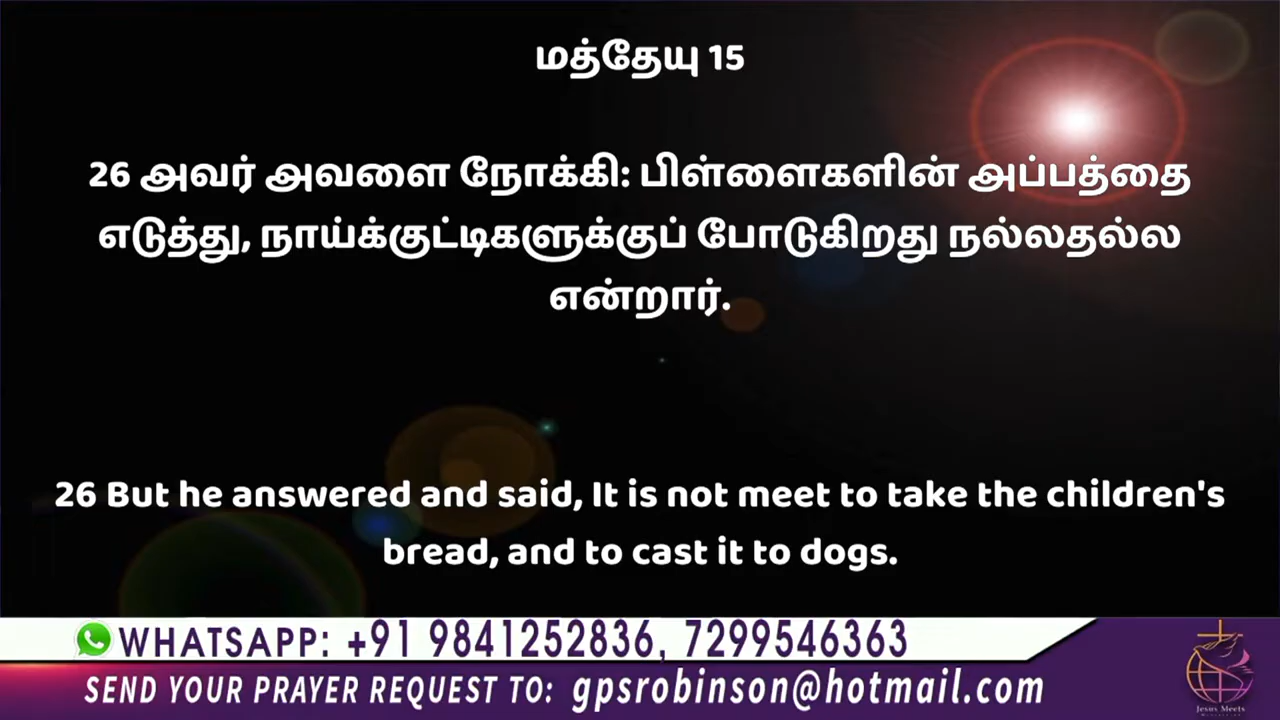 மத்தேயு 15
26 அவர் அவளை நோக்கி: பிள்ளைகளின் அப்பத்தை
எடுத்து, நாய்க்குட்டிகளுக்குப் போடுகிறது நல்லதல்ல
என்றார்.
26 But he answered and said, It is not meet to take the children's
bread, and to cast it to dogs.
WHATSAPP: +91 9841252836, 7299546363
SEND YOUR PRAYER REQUEST TO: gpsrobinson@hotmail.com
Jesus Meets